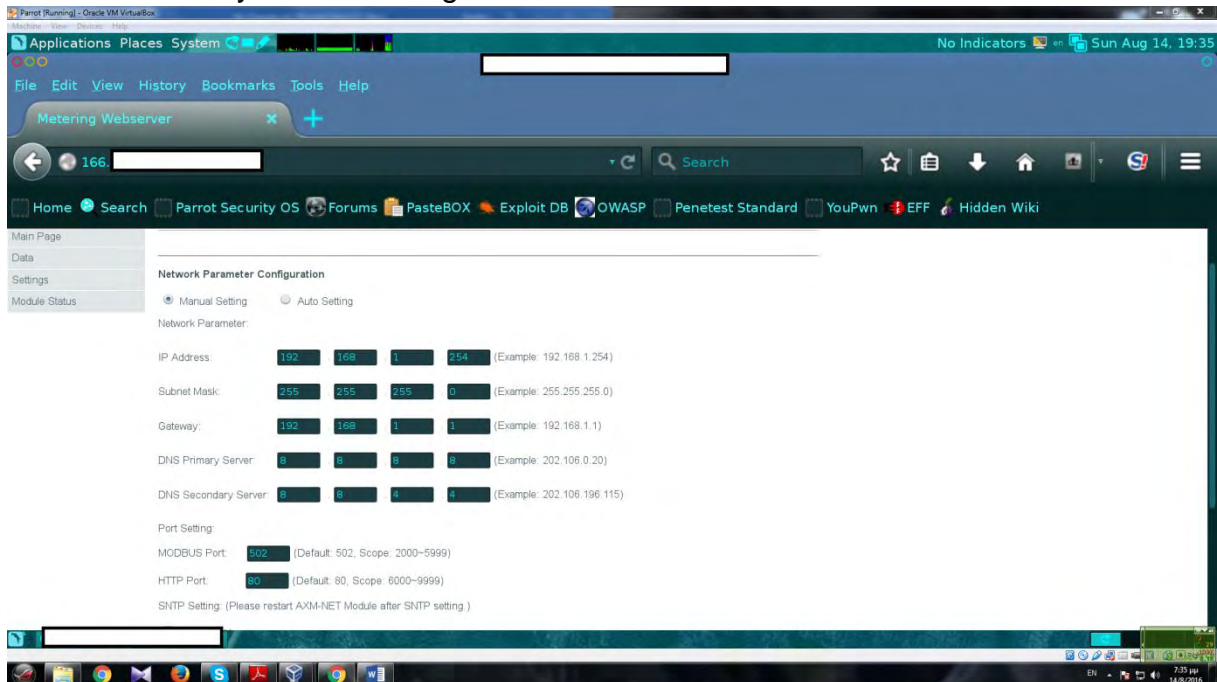 Parrot [Running] - Oracle VM VirtualBox
Machine View Devices Help
Applications Places System No Indicators en Sun Aug 14, 19:35
File Edit View History Bookmarks Tools Help
Metering Webserver
166. Search
Home Search Parrot Security OS Forums PasteBOX Exploit DB OWASP Penetest Standard YouPwn EFF Hidden Wiki
Main Page
Data
Settings
Module Status
Network Parameter Configuration
Manual Setting Auto Setting
Network Parameter:
IP Address: 192 168 1 254 (Example: 192.168.1.254)
Subnet Mask: 255 255 255 0 (Example: 255.255.255.0)
Gateway: 192 168 1 1 (Example: 192.168.1.1)
DNS Primary Server: 8 8 8 8 (Example: 202.106.0.20)
DNS Secondary Server: 8 8 4 4 (Example: 202.106.196.115)
Port Setting:
MODBUS Port: 502 (Default: 502, Scope: 2000~5999)
HTTP Port: 80 (Default: 80, Scope: 6000~9999)
SNTP Setting: (Please restart AXM-NET Module after SNTP setting.)
EN 7:35 μμ
14/8/2016